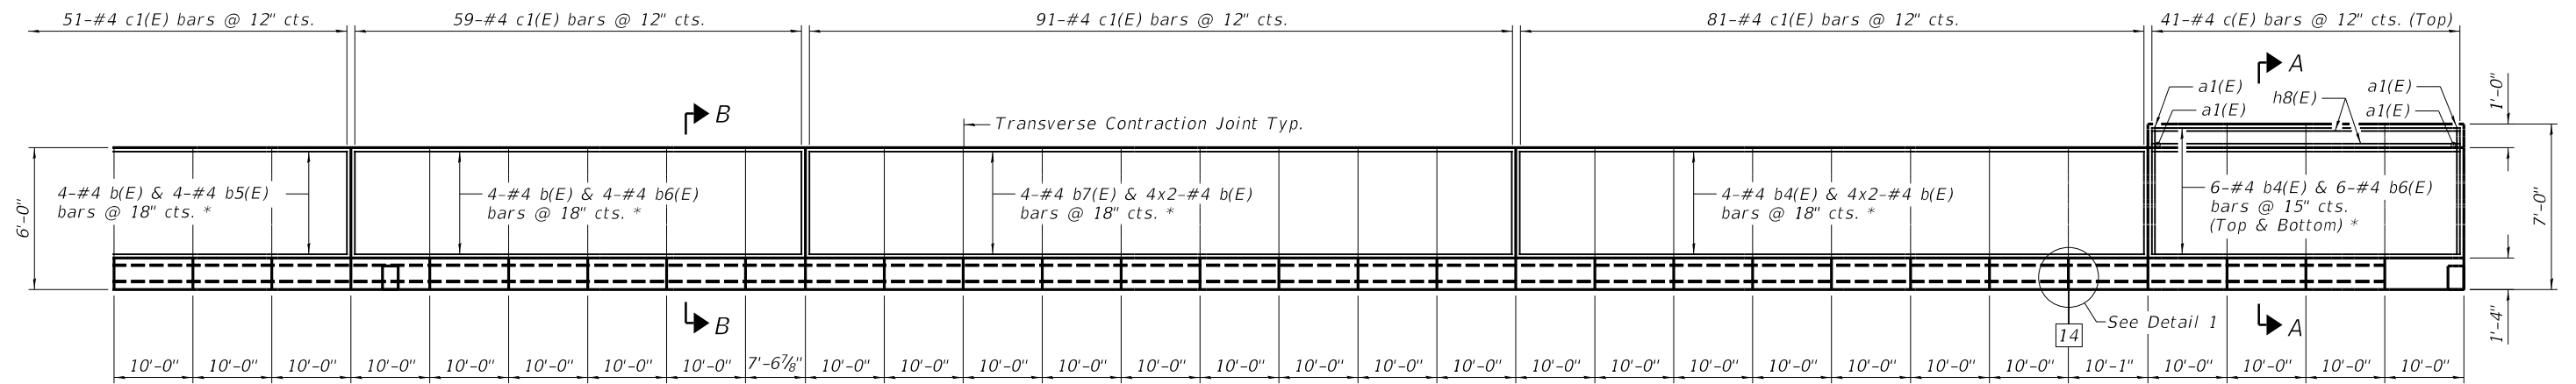 51-#4 c1(E) bars @ 12" cts.
59-#4 c1(E) bars @ 12" cts.
91-#4 c1(E) bars @ 12" cts.
81-#4 c1(E) bars @ 12" cts.
41-#4 c(E) bars @ 12" cts. (Top)
A
a1(E)
h8(E)
a1(E)
1'-0"
B
a1(E)
a1(E)
Transverse Contraction Joint Typ.
4-#4 b(E) & 4-#4 b5(E)
bars @ 18" cts. *
4-#4 b(E) & 4-#4 b6(E)
bars @ 18" cts. *
4-#4 b7(E) & 4x2-#4 b(E)
bars @ 18" cts. *
4-#4 b4(E) & 4x2-#4 b(E)
bars @ 18" cts. *
6-#4 b4(E) & 6-#4 b6(E)
bars @ 15" cts.
(Top & Bottom) *
6'-0"
7'-0"
B
See Detail 1
A
14
1'-4"
10'-0" 10'-0" 10'-0" 10'-0" 10'-0" 10'-0" 10'-0" 10'-0" 7'-6⅞" 10'-0" 10'-0" 10'-0" 10'-0" 10'-0" 10'-0" 10'-0" 10'-0" 10'-0" 10'-0" 10'-0" 10'-0" 10'-0" 10'-0" 10'-0" 10'-0" 10'-1" 10'-0" 10'-0" 10'-0" 10'-0"